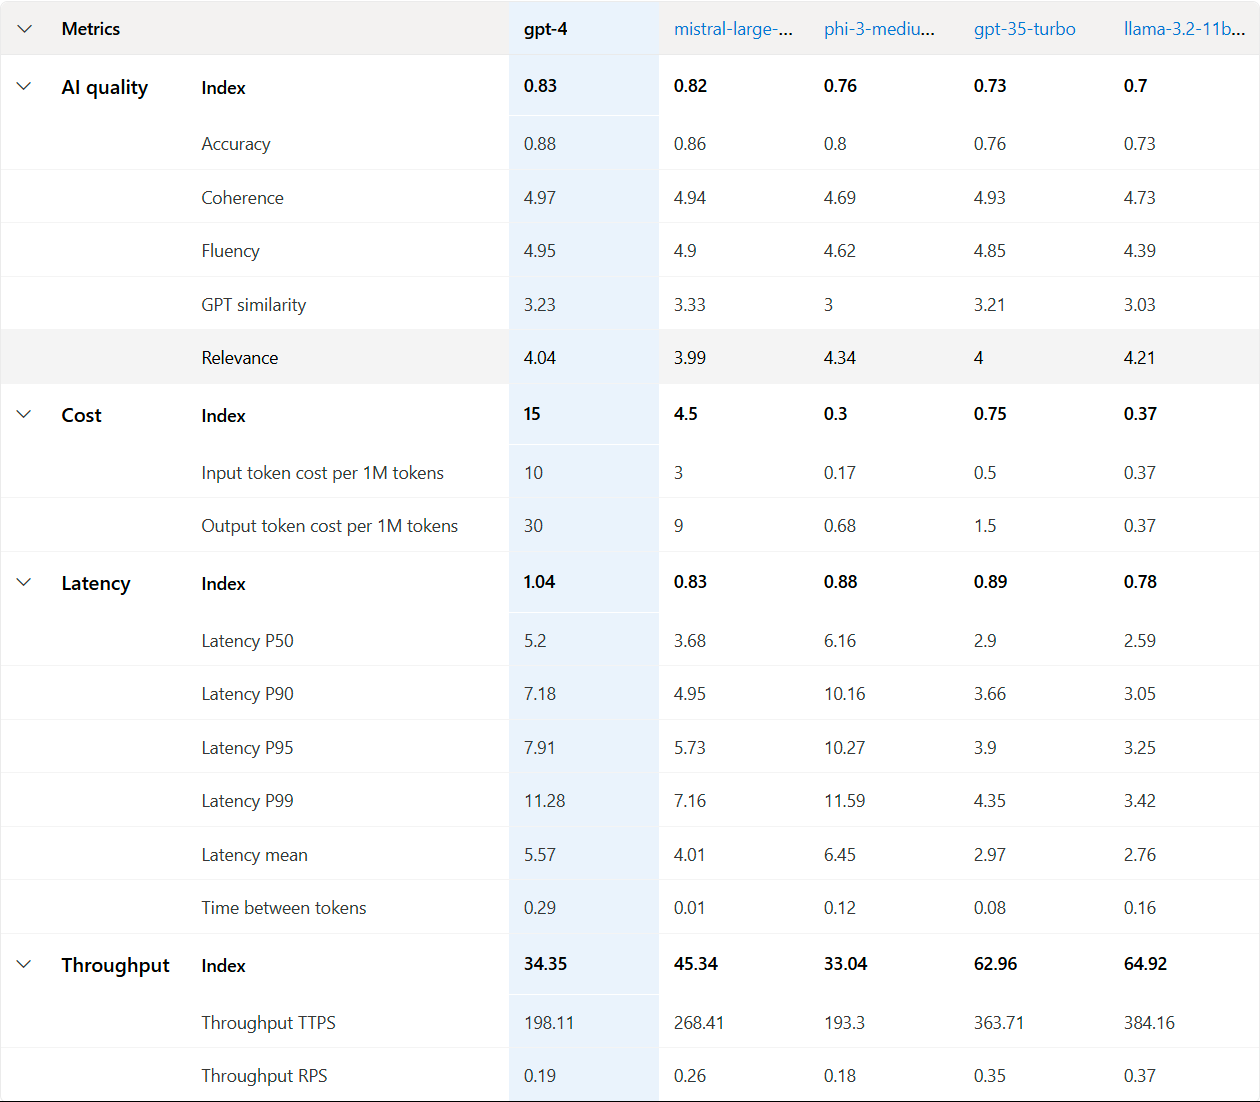 Metrics gpt-4 mistral-large-... phi-3-mediu... gpt-35-turbo llama-3.2-11b...
AI quality Index 0.83 0.82 0.76 0.73 0.7
Accuracy 0.88 0.86 0.8 0.76 0.73
Coherence 4.97 4.94 4.69 4.93 4.73
Fluency 4.95 4.9 4.62 4.85 4.39
GPT similarity 3.23 3.33 3 3.21 3.03
Relevance 4.04 3.99 4.34 4 4.21
Cost Index 15 4.5 0.3 0.75 0.37
Input token cost per 1M tokens 10 3 0.17 0.5 0.37
Output token cost per 1M tokens 30 9 0.68 1.5 0.37
Latency Index 1.04 0.83 0.88 0.89 0.78
Latency P50 5.2 3.68 6.16 2.9 2.59
Latency P90 7.18 4.95 10.16 3.66 3.05
Latency P95 7.91 5.73 10.27 3.9 3.25
Latency P99 11.28 7.16 11.59 4.35 3.42
Latency mean 5.57 4.01 6.45 2.97 2.76
Time between tokens 0.29 0.01 0.12 0.08 0.16
Throughput Index 34.35 45.34 33.04 62.96 64.92
Throughput TTPS 198.11 268.41 193.3 363.71 384.16
Throughput RPS 0.19 0.26 0.18 0.35 0.37